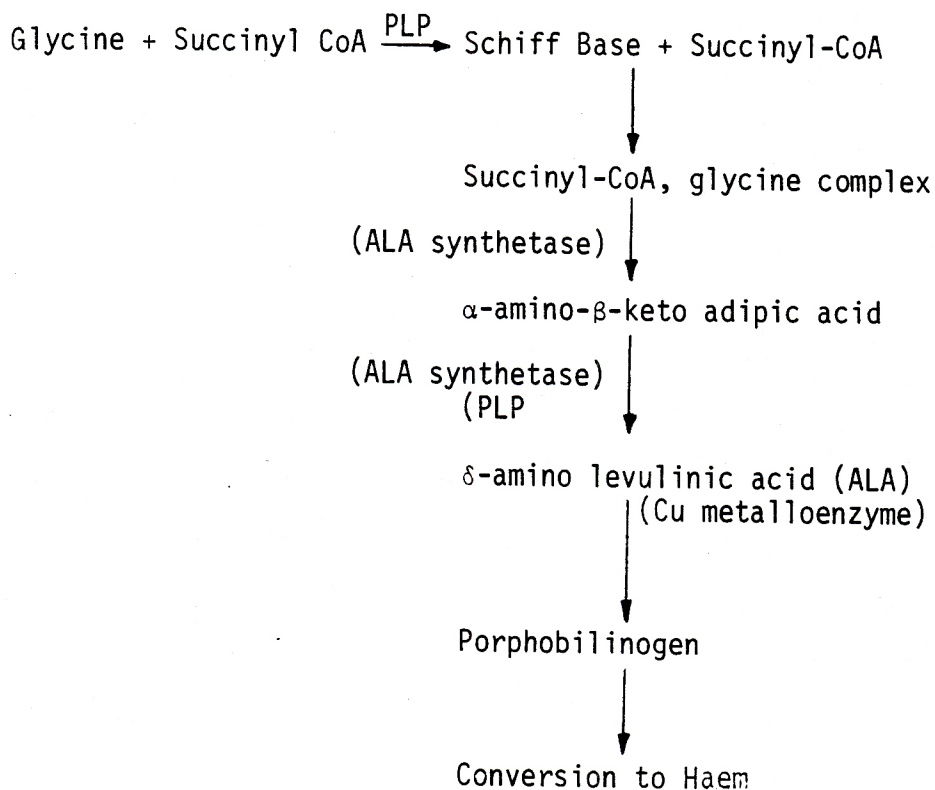 Glycine + Succinyl CoA PLP Schiff Base + Succinyl-CoA
Succinyl-CoA, glycine complex
(ALA synthetase)
α-amino-β-keto adipic acid
(ALA synthetase)
(PLP
δ-amino levulinic acid (ALA)
(Cu metalloenzyme)
Porphobilinogen
Conversion to Haem